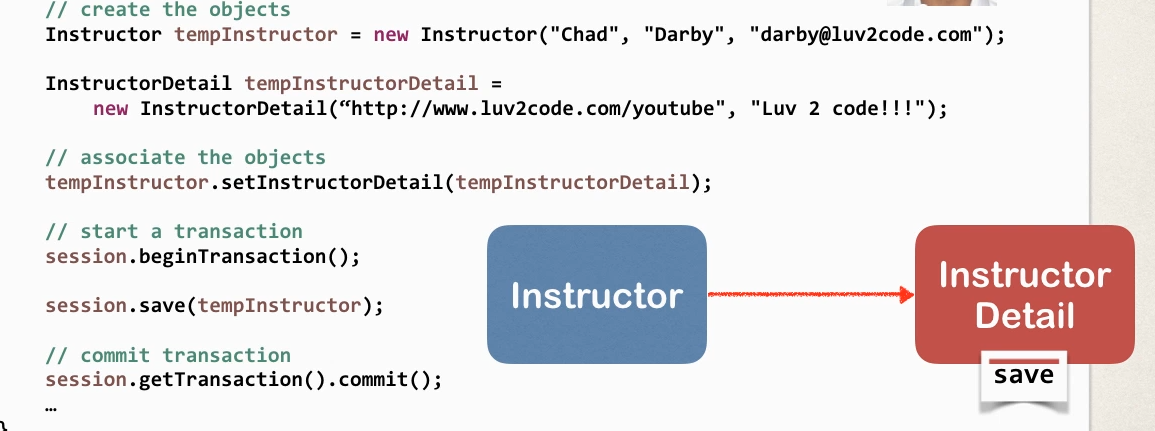 // create the objects
Instructor tempInstructor = new Instructor("Chad", "Darby", "darby@luv2code.com");
InstructorDetail tempInstructorDetail =
new InstructorDetail(“http://www.luv2code.com/youtube", "Luv 2 code!!!");
// associate the objects
tempInstructor.setInstructorDetail(tempInstructorDetail);
// start a transaction
session.beginTransaction();
session.save(tempInstructor);
// commit transaction
session.getTransaction().commit();
…
}
Instructor
Instructor
Detail
save